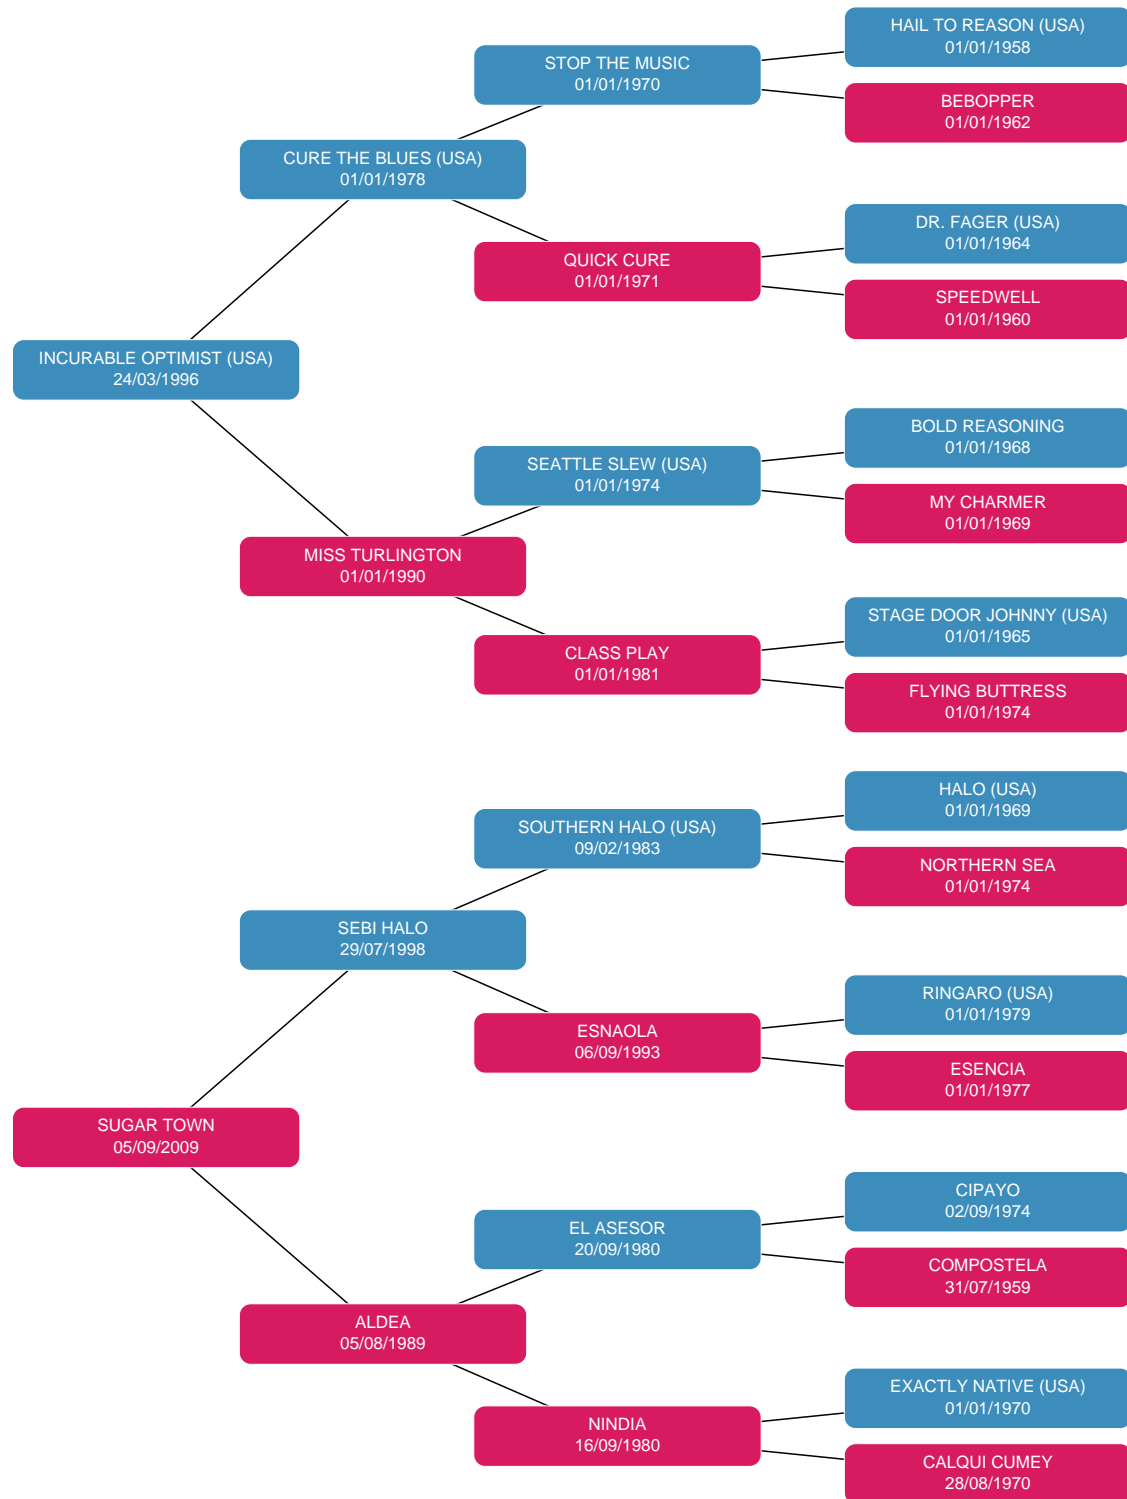 HAIL TO REASON (USA)
01/01/1958
STOP THE MUSIC
01/01/1970
BEBOPPER
01/01/1962
CURE THE BLUES (USA)
01/01/1978
DR. FAGER (USA)
01/01/1964
QUICK CURE
01/01/1971
SPEEDWELL
01/01/1960
INCURABLE OPTIMIST (USA)
24/03/1996
BOLD REASONING
01/01/1968
SEATTLE SLEW (USA)
01/01/1974
MY CHARMER
01/01/1969
MISS TURLINGTON
01/01/1990
STAGE DOOR JOHNNY (USA)
01/01/1965
CLASS PLAY
01/01/1981
FLYING BUTTRESS
01/01/1974
HALO (USA)
01/01/1969
SOUTHERN HALO (USA)
09/02/1983
NORTHERN SEA
01/01/1974
SEBI HALO
29/07/1998
RINGARO (USA)
01/01/1979
ESNAOLA
06/09/1993
ESENCIA
01/01/1977
SUGAR TOWN
05/09/2009
CIPAYO
02/09/1974
EL ASESOR
20/09/1980
COMPOSTELA
31/07/1959
ALDEA
05/08/1989
EXACTLY NATIVE (USA)
01/01/1970
NINDIA
16/09/1980
CALQUI CUMEY
28/08/1970